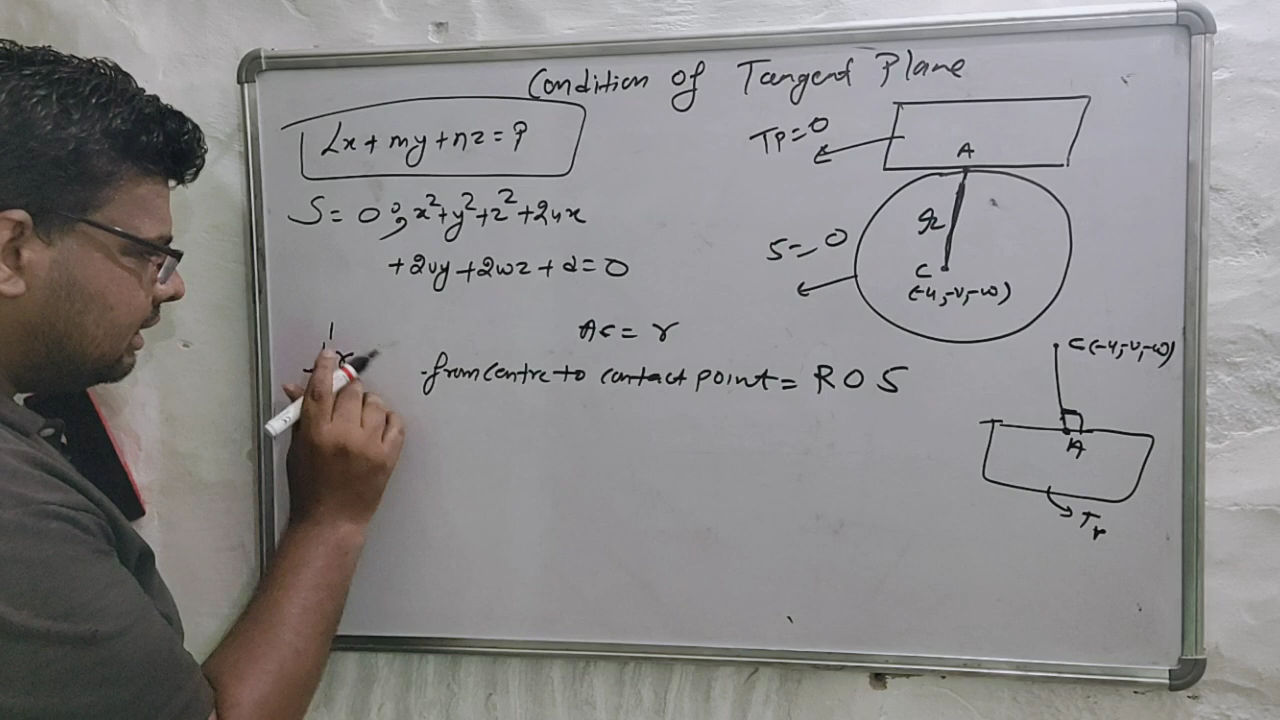 Condition of Tangent Plane
Lx + my + nz = P
TP = 0
A
S = 0 ; x² + y² + z² + 2ux
+ 2vy + 2wz + d = 0
S = 0
r
C
(-u, -v, -w)
AC = r
C (-u, -v, -w)
⊥r from centre to contact point = R O S
A
Tp